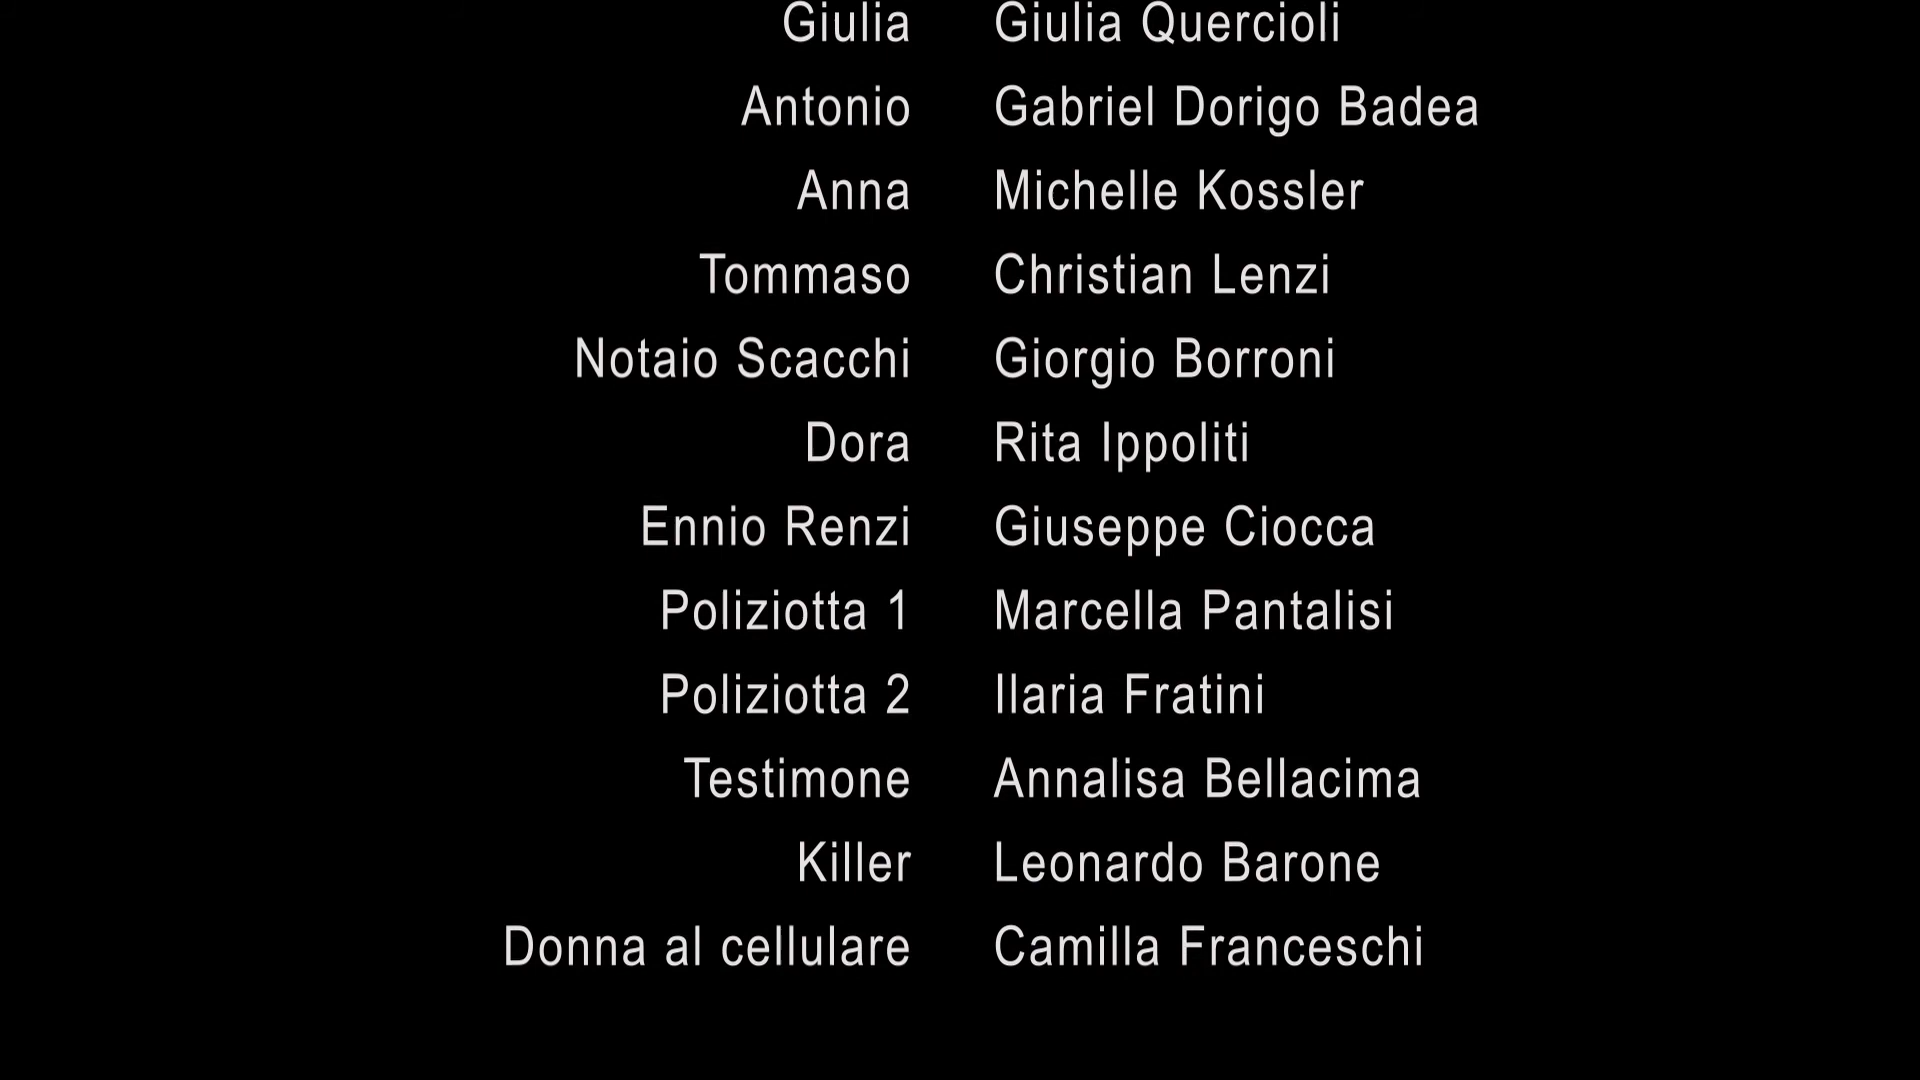 Giulia Giulia Quercioli
Antonio Gabriel Dorigo Badea
Anna Michelle Kossler
Tommaso Christian Lenzi
Notaio Scacchi Giorgio Borroni
Dora Rita Ippoliti
Ennio Renzi Giuseppe Ciocca
Poliziotta 1 Marcella Pantalisi
Poliziotta 2 Ilaria Fratini
Testimone Annalisa Bellacima
Killer Leonardo Barone
Donna al cellulare Camilla Franceschi